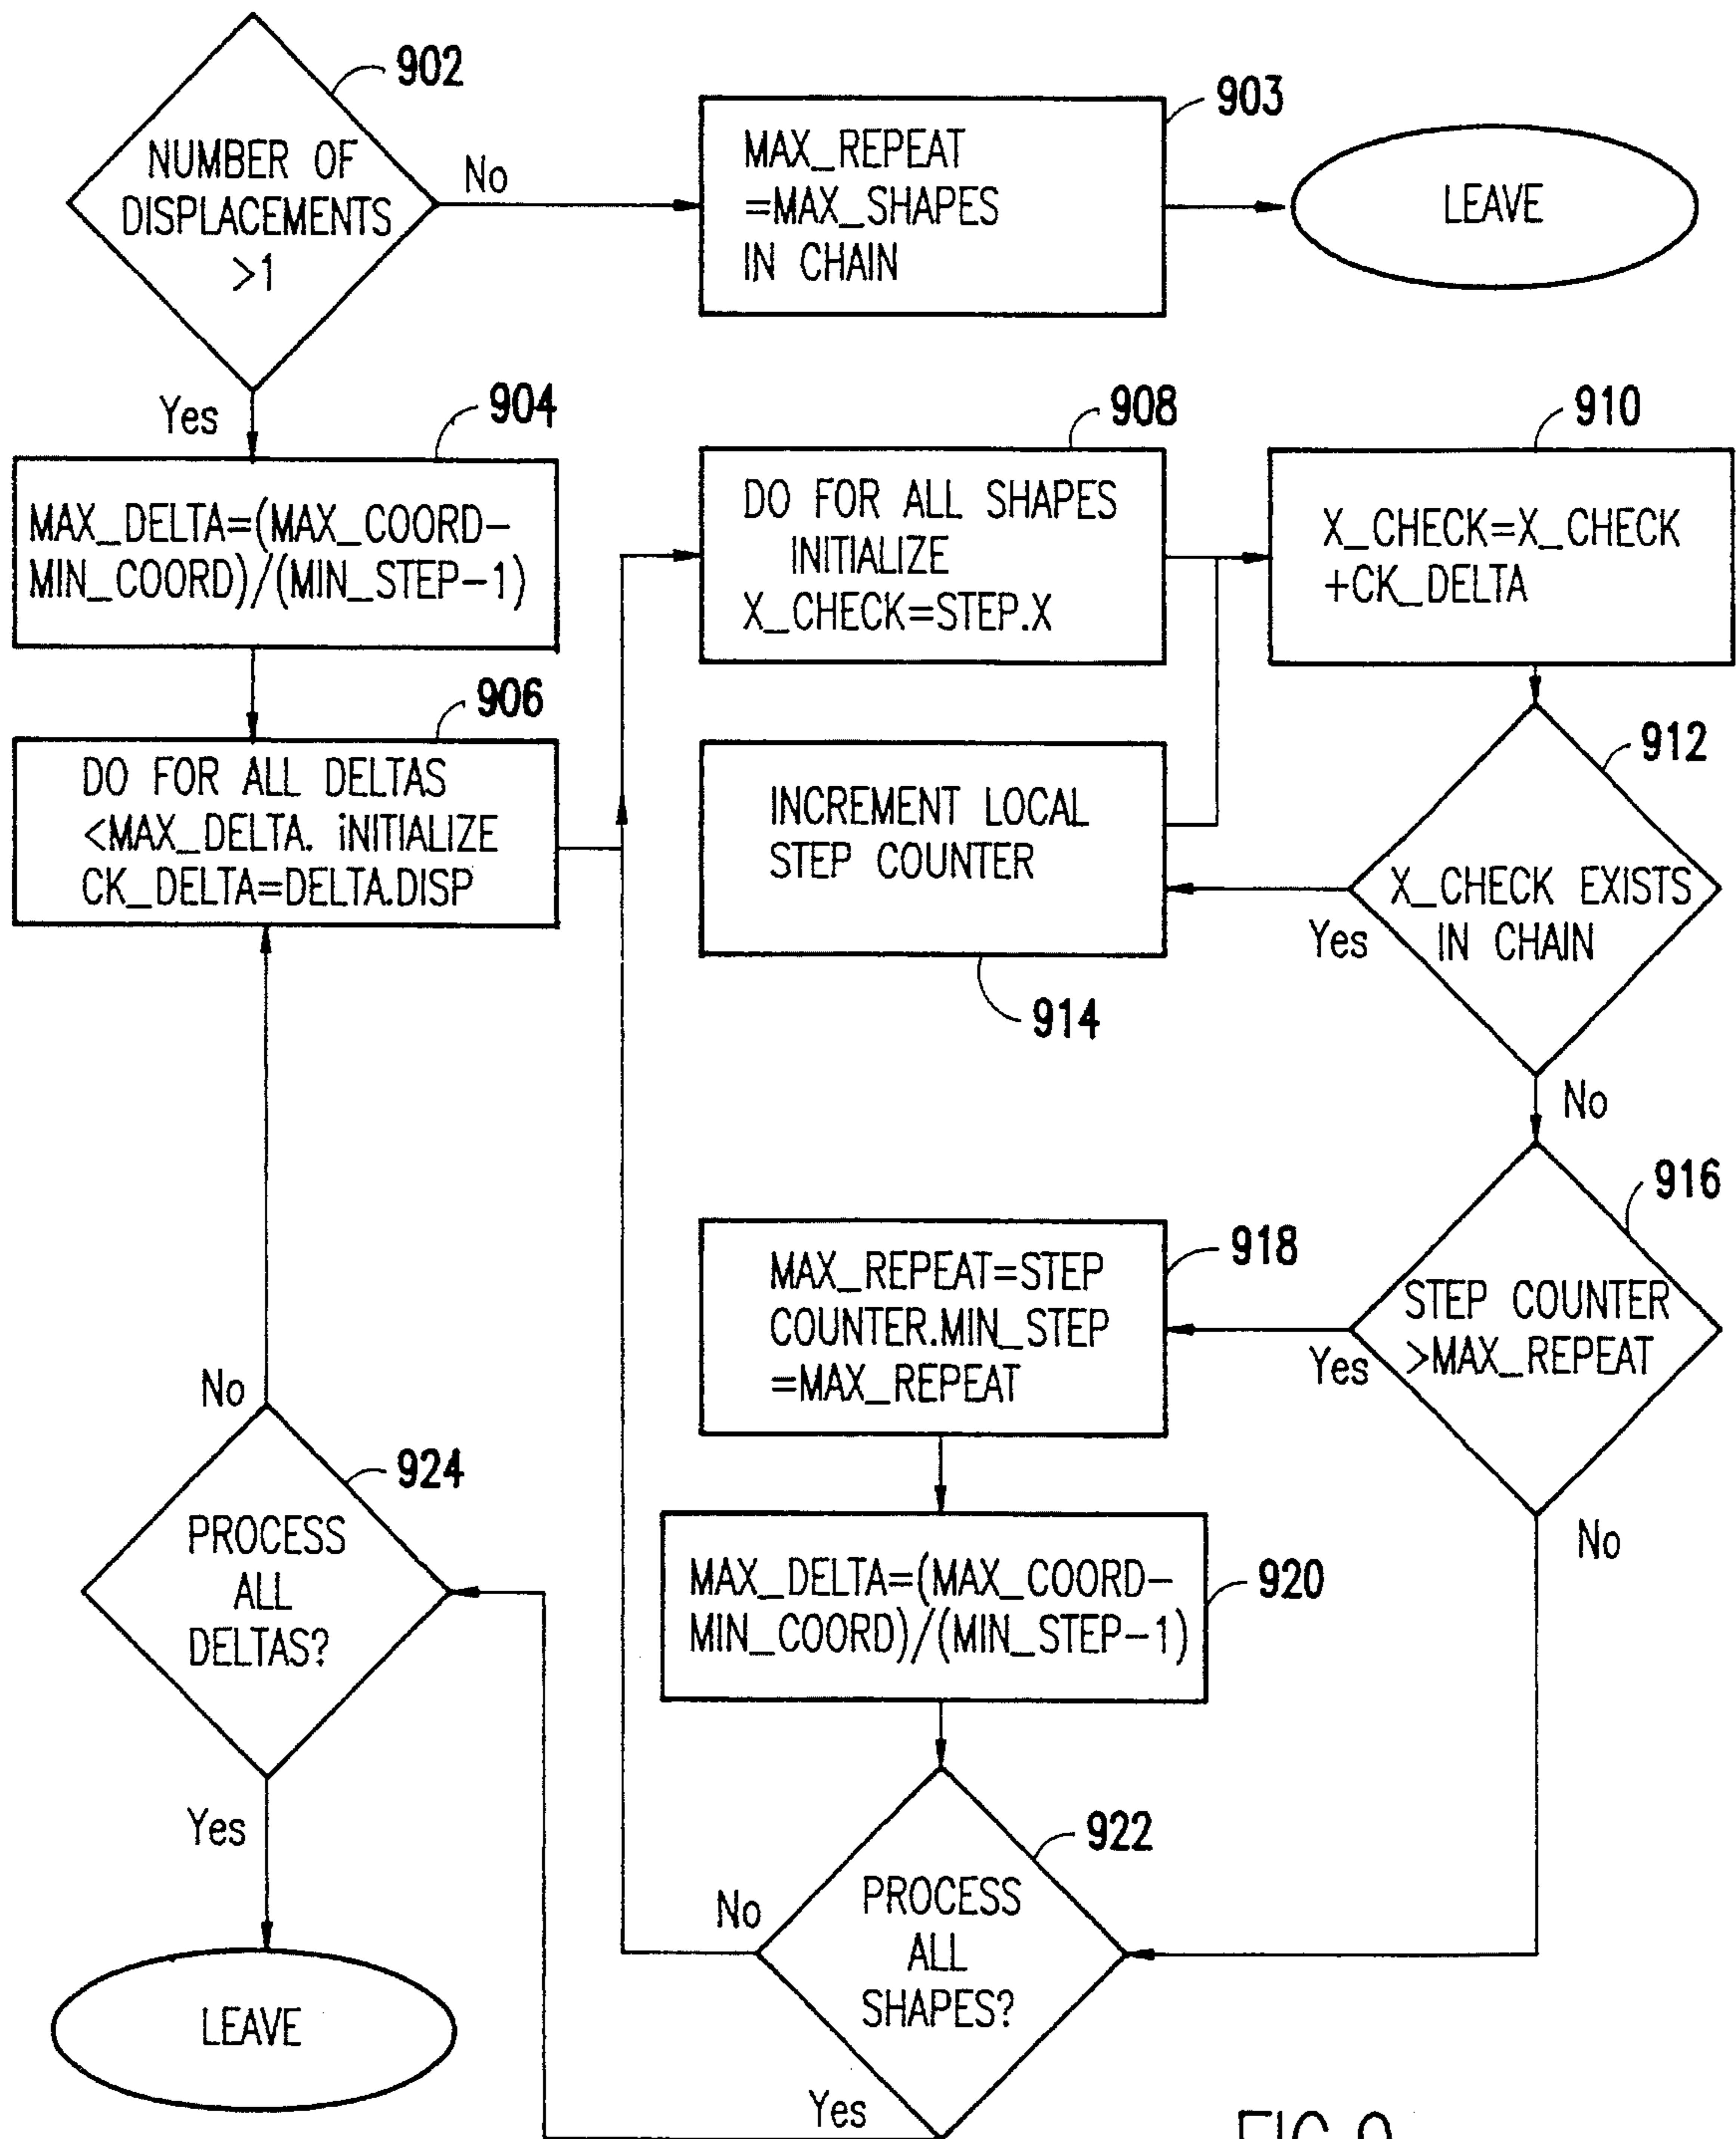 902
NUMBER OF
DISPLACEMENTS
>1
No
Yes
903
MAX_REPEAT
=MAX_SHAPES
IN CHAIN
LEAVE
904
MAX_DELTA=(MAX_COORD-
MIN_COORD)/(MIN_STEP-1)
906
DO FOR ALL DELTAS
<MAX_DELTA. iNITIALIZE
CK_DELTA=DELTA.DISP
908
DO FOR ALL SHAPES
INITIALIZE
X_CHECK=STEP.X
910
X_CHECK=X_CHECK
+CK_DELTA
912
X_CHECK EXISTS
IN CHAIN
Yes
No
INCREMENT LOCAL
STEP COUNTER
914
916
STEP COUNTER
>MAX_REPEAT
Yes
No
918
MAX_REPEAT=STEP
COUNTER.MIN_STEP
=MAX_REPEAT
920
MAX_DELTA=(MAX_COORD-
MIN_COORD)/(MIN_STEP-1)
922
PROCESS
ALL
SHAPES?
No
Yes
924
PROCESS
ALL
DELTAS?
No
Yes
LEAVE
FIG.9